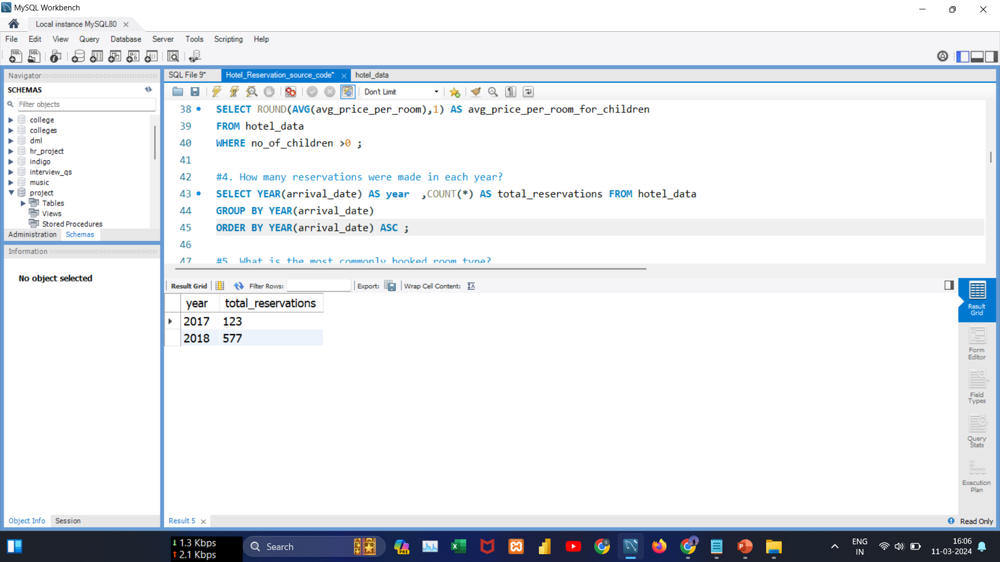 MySQL Workbench
Local instance MySQL80
File Edit View Query Database Server Tools Scripting Help
Navigator
SCHEMAS
Filter objects
college
colleges
dml
hr_project
indigo
interview_qs
music
project
Tables
Views
Stored Procedures
Administration Schemas
Information
No object selected
Object Info Session
SQL File 9* Hotel_Reservation_source_code* hotel_data
Don't Limit
38 SELECT ROUND(AVG(avg_price_per_room),1) AS avg_price_per_room_for_children
39 FROM hotel_data
40 WHERE no_of_children >0 ;
41
42 #4. How many reservations were made in each year?
43 SELECT YEAR(arrival_date) AS year ,COUNT(*) AS total_reservations FROM hotel_data
44 GROUP BY YEAR(arrival_date)
45 ORDER BY YEAR(arrival_date) ASC ;
46
47 #5. What is the most commonly booked room type?
Result Grid Filter Rows: Export: Wrap Cell Content:
year total_reservations
2017 123
2018 577
Result Grid
Form Editor
Field Types
Query Stats
Execution Plan
Result 5
Read Only
1.3 Kbps
2.1 Kbps
Search
PRE
ENG
IN
16:06
11-03-2024